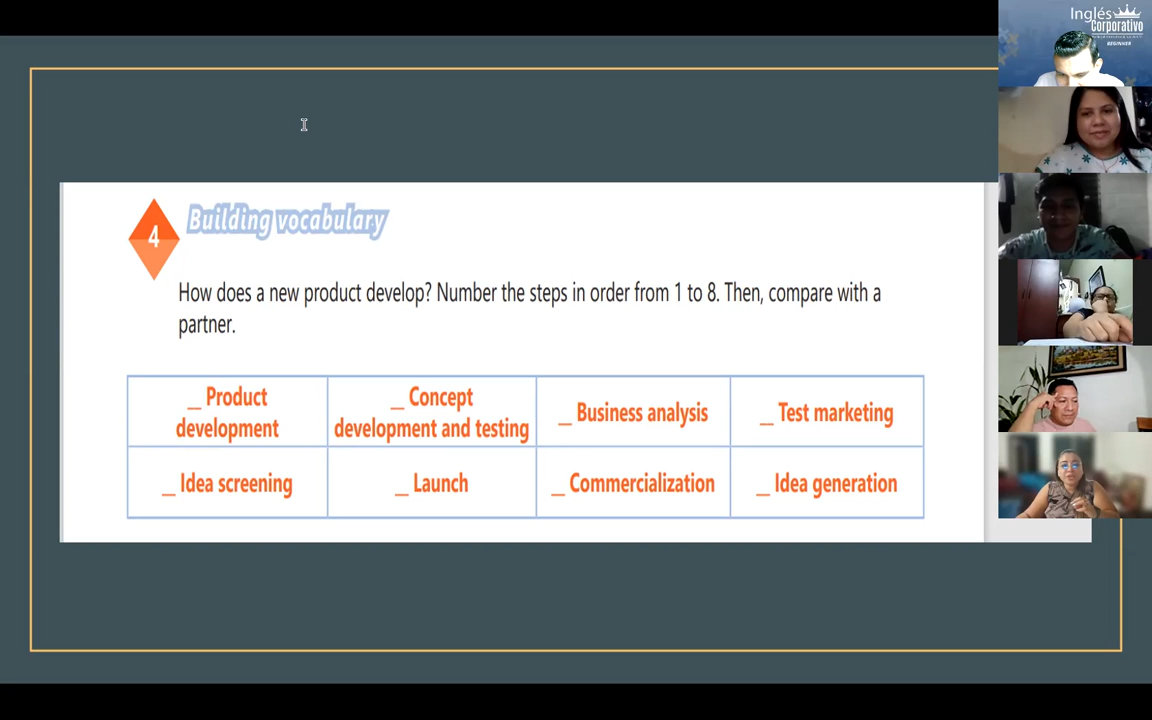 Inglés
Corporativo
BEGINNER
4
Building vocabulary
How does a new product develop? Number the steps in order from 1 to 8. Then, compare with a
partner.
_ Product
development
_ Concept
development and testing
_ Business analysis
_ Test marketing
_ Idea screening
_ Launch
_ Commercialization
_ Idea generation